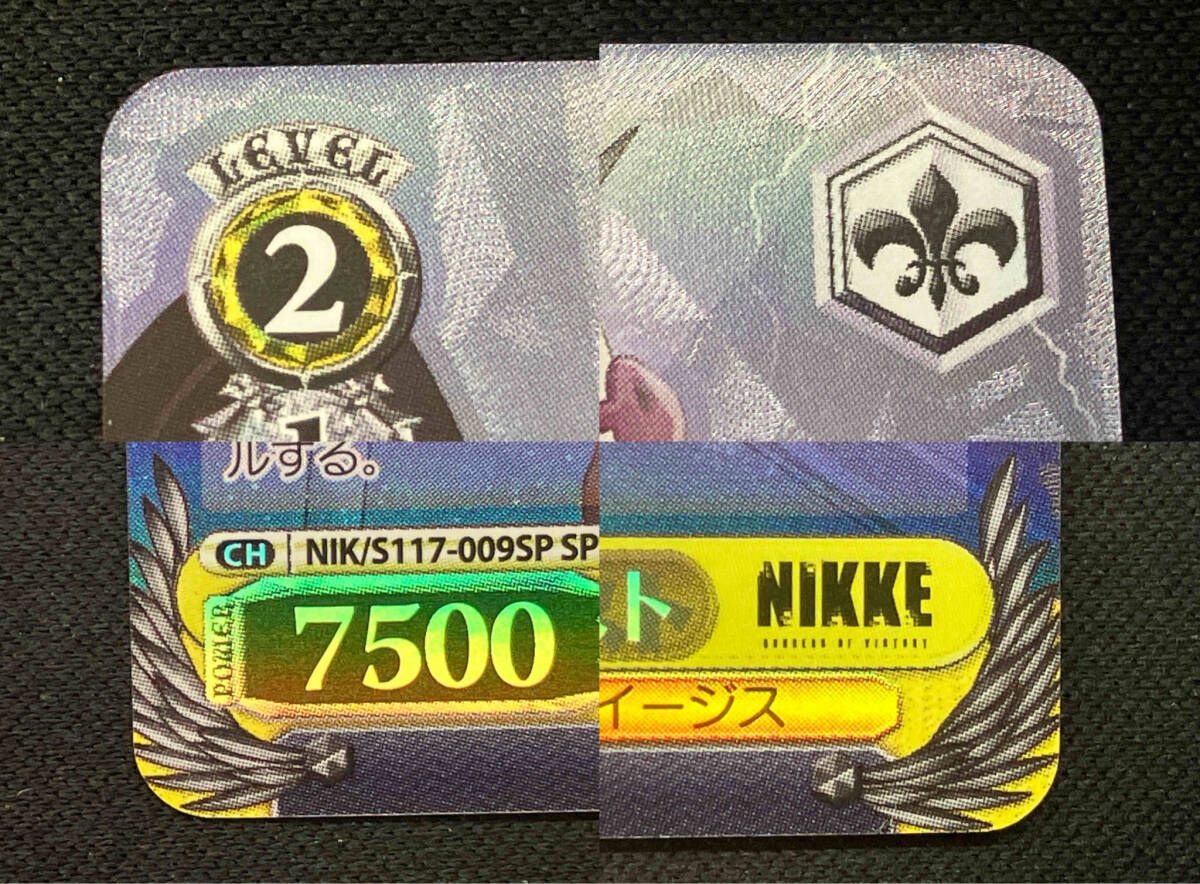 LEVEL
2
1
ルする。
CH NIK/S117-009SP SP
POWER
7500
ト
NIKKE
GODDESS OF VICTORY
イージス